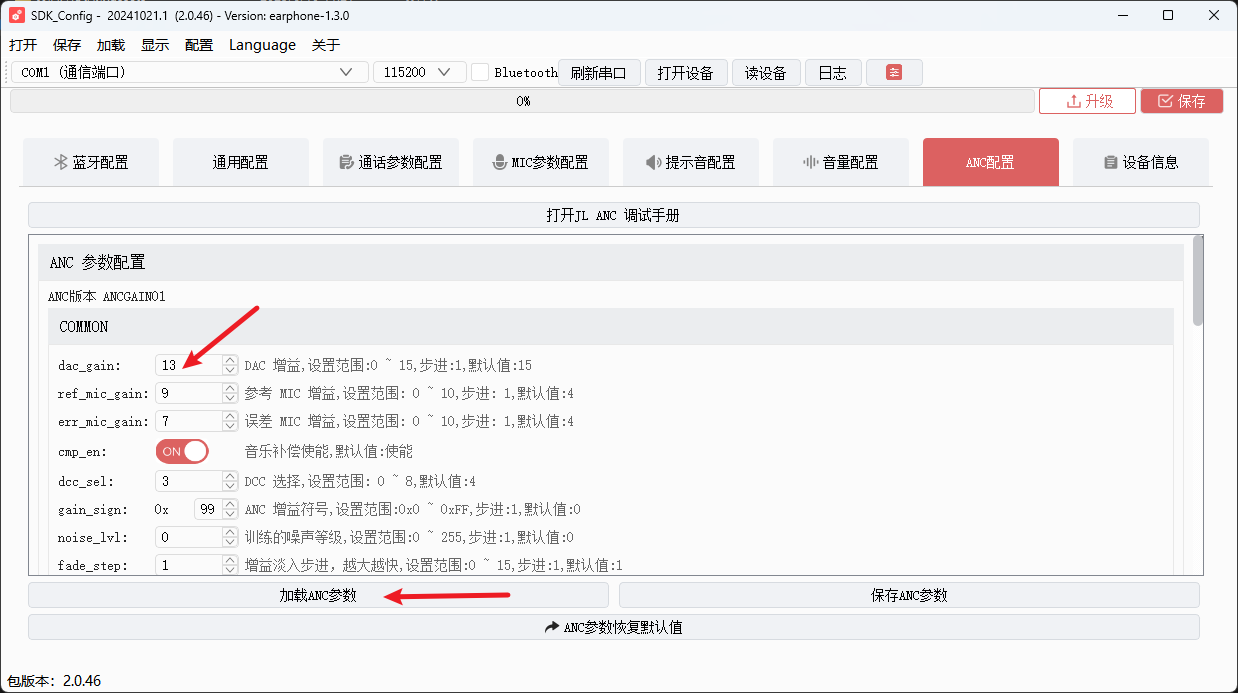 SDK_Config - 20241021.1 (2.0.46) - Version: earphone-1.3.0
打开 保存 加载 显示 配置 Language 关于
COM1 (通信端口) 115200 Bluetooth 刷新串口 打开设备 读设备 日志
0% 升级 保存
蓝牙配置 通用配置 通话参数配置 MIC参数配置 提示音配置 音量配置 ANC配置 设备信息
打开JL ANC 调试手册
ANC 参数配置
ANC版本 ANCGAIN01
COMMON
dac_gain: 13 DAC 增益,设置范围:0 ~ 15,步进:1,默认值:15
ref_mic_gain: 9 参考 MIC 增益,设置范围: 0 ~ 10,步进: 1,默认值:4
err_mic_gain: 7 误差 MIC 增益,设置范围: 0 ~ 10,步进: 1,默认值:4
cmp_en: ON 音乐补偿使能,默认值:使能
dcc_sel: 3 DCC 选择,设置范围: 0 ~ 8,默认值:4
gain_sign: 0x 99 ANC 增益符号,设置范围:0x0 ~ 0xFF,步进:1,默认值:0
noise_lvl: 0 训练的噪声等级,设置范围:0 ~ 255,步进:1,默认值:0
fade_step: 1 增益淡入步进，越大越快,设置范围:0 ~ 15,步进:1,默认值:1
加载ANC参数 保存ANC参数
ANC参数恢复默认值
包版本：2.0.46